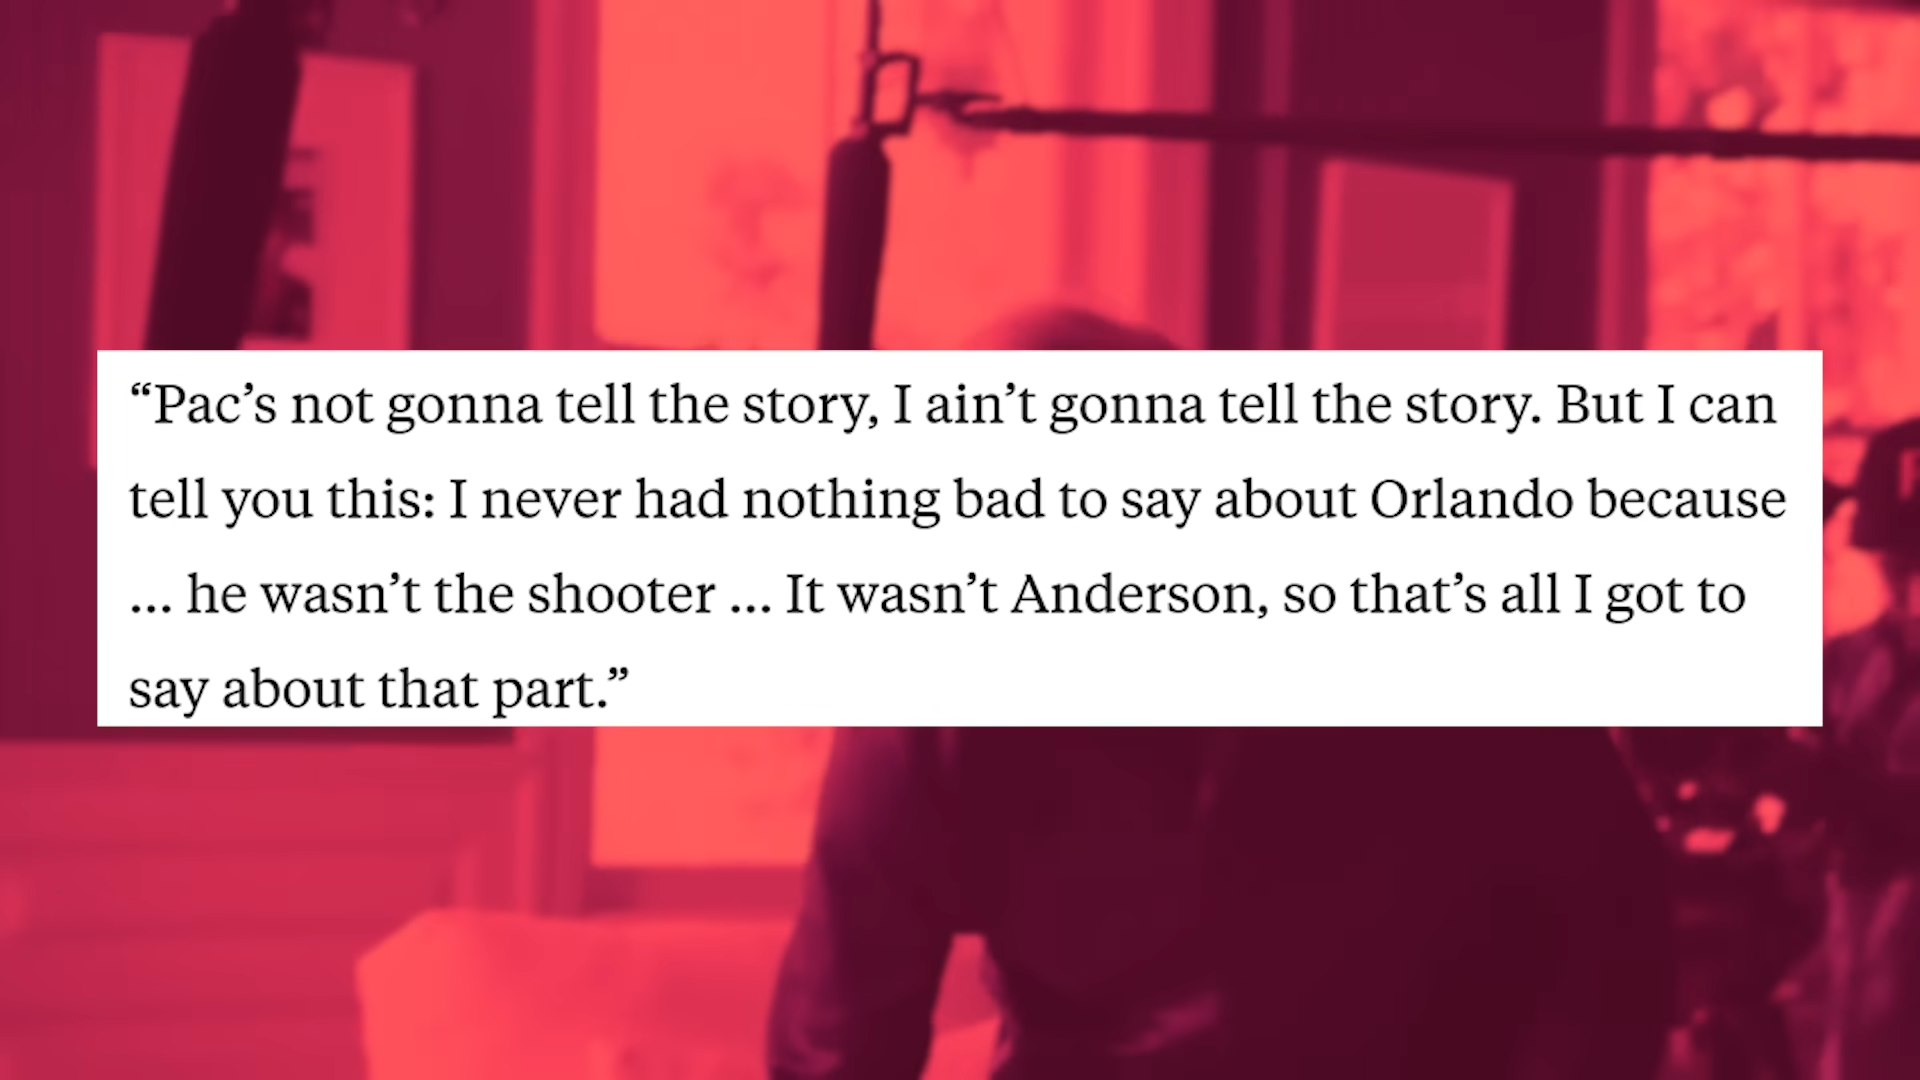 “Pac’s not gonna tell the story, I ain’t gonna tell the story. But I can
tell you this: I never had nothing bad to say about Orlando because
... he wasn’t the shooter ... It wasn’t Anderson, so that’s all I got to
say about that part.”